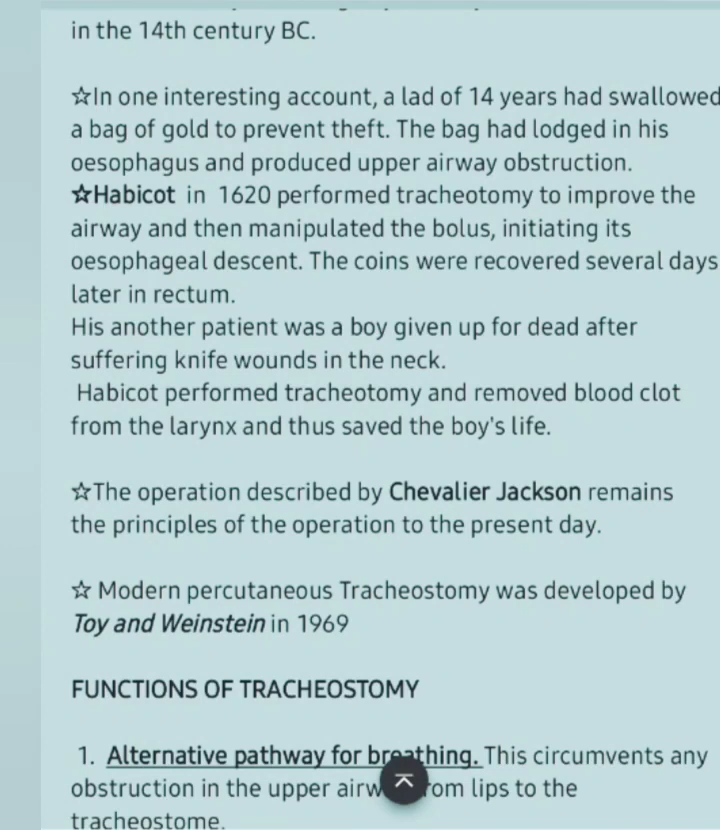 in the 14th century BC.
☆In one interesting account, a lad of 14 years had swallowed
a bag of gold to prevent theft. The bag had lodged in his
oesophagus and produced upper airway obstruction.
☆Habicot in 1620 performed tracheotomy to improve the
airway and then manipulated the bolus, initiating its
oesophageal descent. The coins were recovered several days
later in rectum.
His another patient was a boy given up for dead after
suffering knife wounds in the neck.
Habicot performed tracheotomy and removed blood clot
from the larynx and thus saved the boy's life.
☆The operation described by Chevalier Jackson remains
the principles of the operation to the present day.
☆ Modern percutaneous Tracheostomy was developed by
Toy and Weinstein in 1969
FUNCTIONS OF TRACHEOSTOMY
1. Alternative pathway for breathing. This circumvents any
obstruction in the upper airw om lips to the
tracheostome.